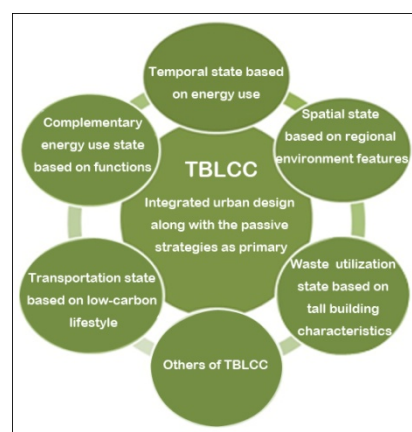 Temporal state based
on energy use
Complementary
energy use state
based on functions
Spatial state
based on regional
environment features
TBLCC
Integrated urban design
along with the passive
strategies as primary
Transportation state
based on low-carbon
lifestyle
Waste utilization
state based on
tall building
characteristics
Others of TBLCC